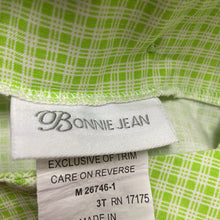 BONNIE JEAN
EXCLUSIVE OF TRIM
CARE ON REVERSE
M 26746-1
3T RN 17175
MADE IN